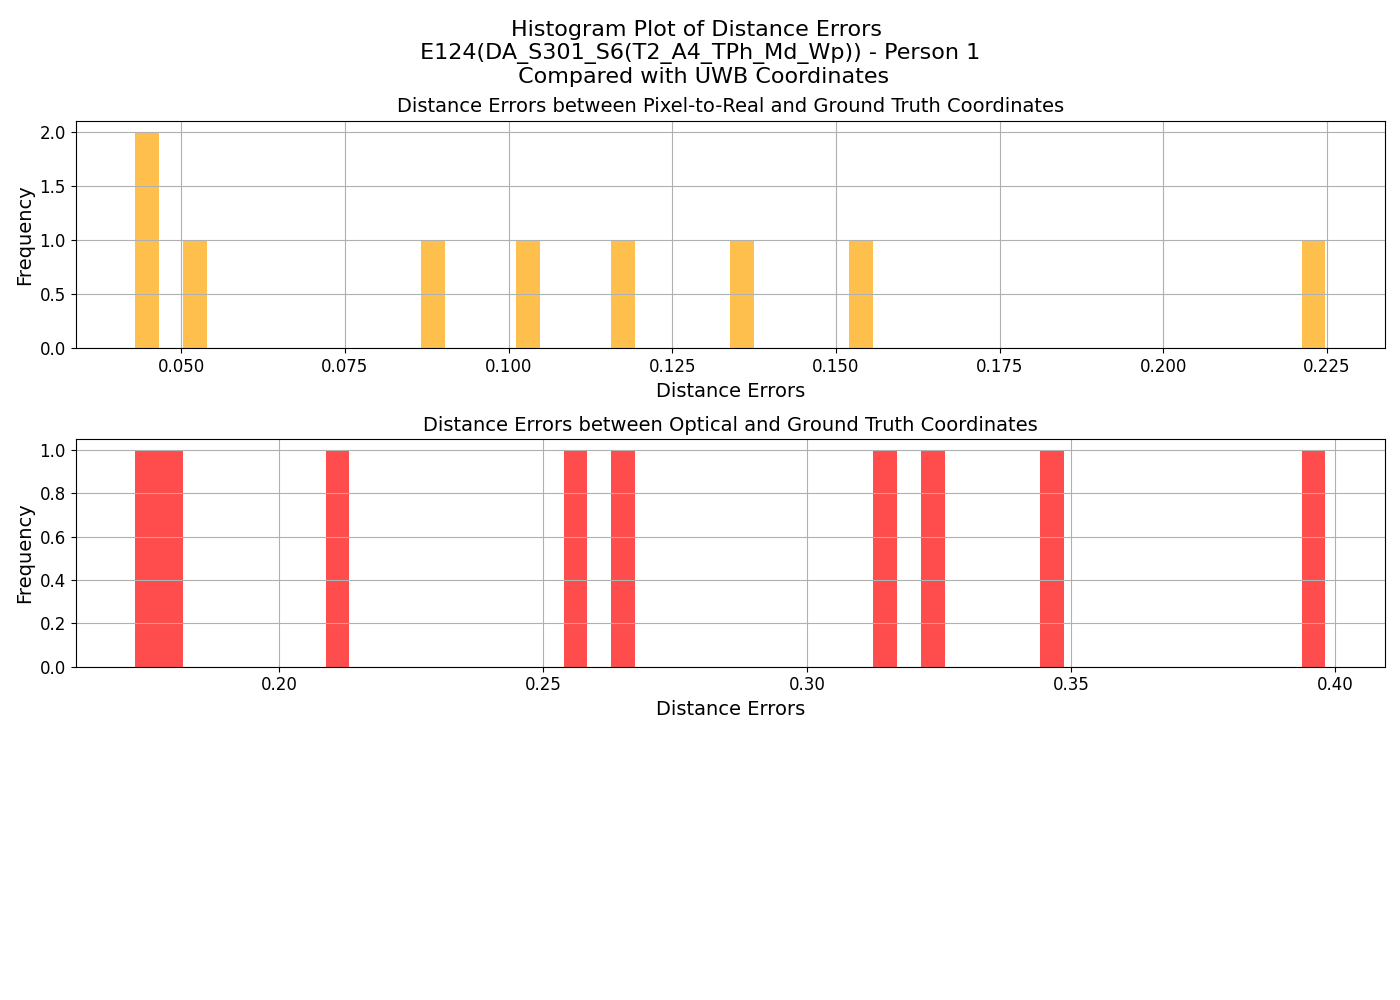 Histogram Plot of Distance Errors
E124(DA_S301_S6(T2_A4_TPh_Md_Wp)) - Person 1
Compared with UWB Coordinates
Distance Errors between Pixel-to-Real and Ground Truth Coordinates
2.0
1.5
1.0
0.5
0.0
Frequency
0.050 0.075 0.100 0.125 0.150 0.175 0.200 0.225
Distance Errors
Distance Errors between Optical and Ground Truth Coordinates
1.0
0.8
0.6
0.4
0.2
0.0
Frequency
0.20 0.25 0.30 0.35 0.40
Distance Errors